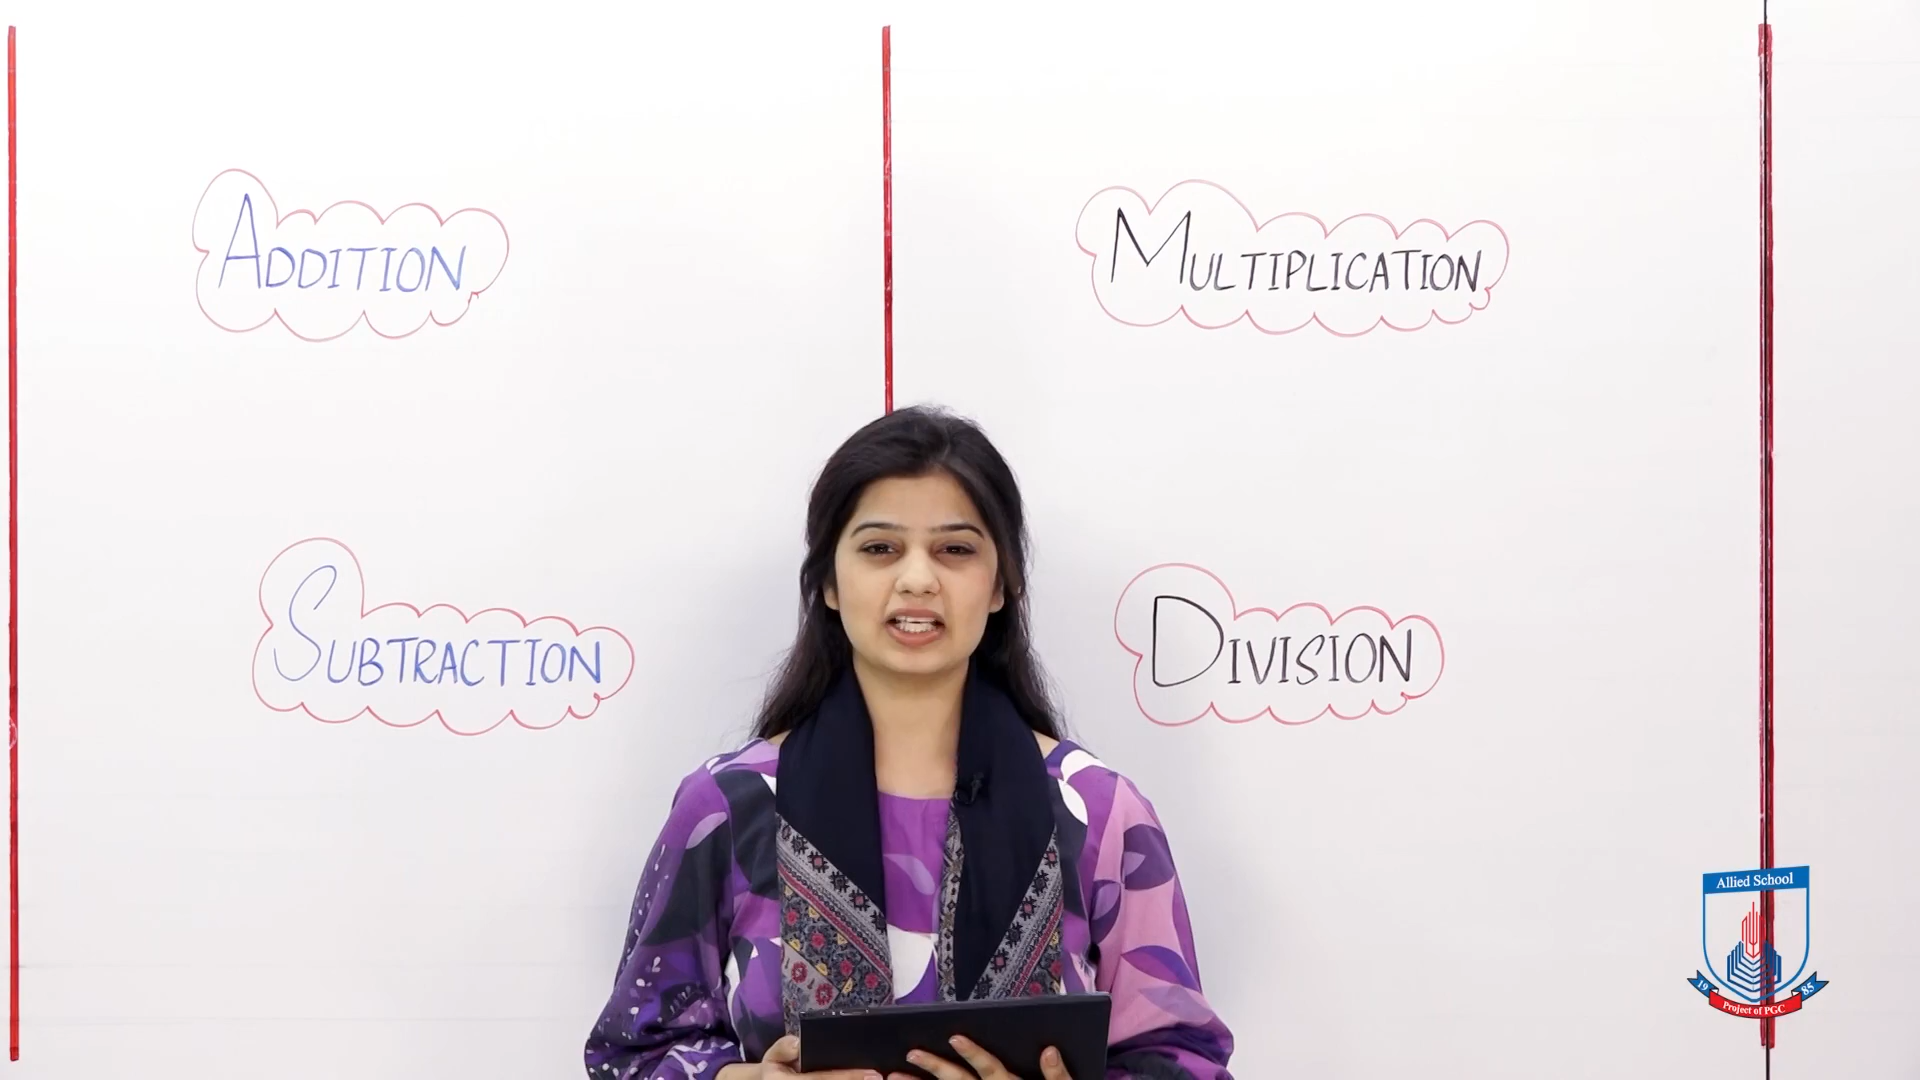 ADDITION
MULTIPLICATION
SUBTRACTION
DIVISION
Allied School
19 85
Project of PGC